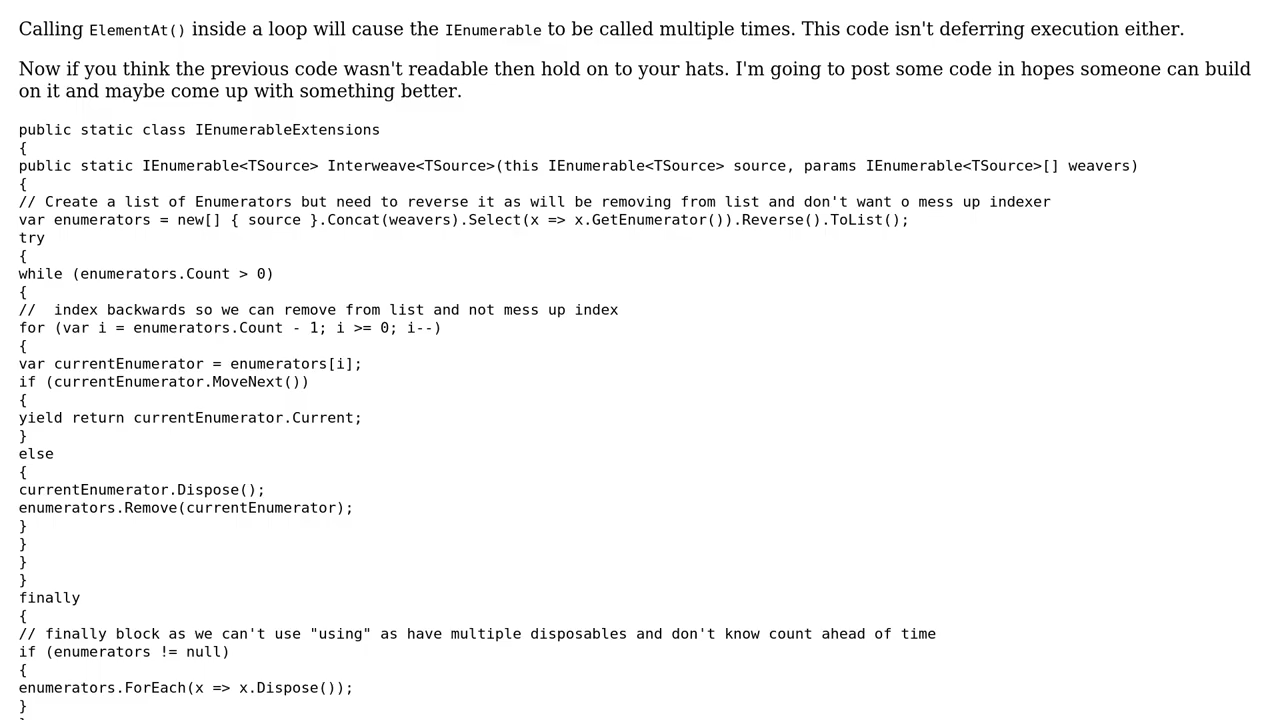 Calling ElementAt() inside a loop will cause the IEnumerable to be called multiple times. This code isn't deferring execution either.
Now if you think the previous code wasn't readable then hold on to your hats. I'm going to post some code in hopes someone can build
on it and maybe come up with something better.
public static class IEnumerableExtensions
{
public static IEnumerable<TSource> Interweave<TSource>(this IEnumerable<TSource> source, params IEnumerable<TSource>[] weavers)
{
// Create a list of Enumerators but need to reverse it as will be removing from list and don't want o mess up indexer
var enumerators = new[] { source }.Concat(weavers).Select(x => x.GetEnumerator()).Reverse().ToList();
try
{
while (enumerators.Count > 0)
{
//  index backwards so we can remove from list and not mess up index
for (var i = enumerators.Count - 1; i >= 0; i--)
{
var currentEnumerator = enumerators[i];
if (currentEnumerator.MoveNext())
{
yield return currentEnumerator.Current;
}
else
{
currentEnumerator.Dispose();
enumerators.Remove(currentEnumerator);
}
}
}
}
finally
{
// finally block as we can't use "using" as have multiple disposables and don't know count ahead of time
if (enumerators != null)
{
enumerators.ForEach(x => x.Dispose());
}